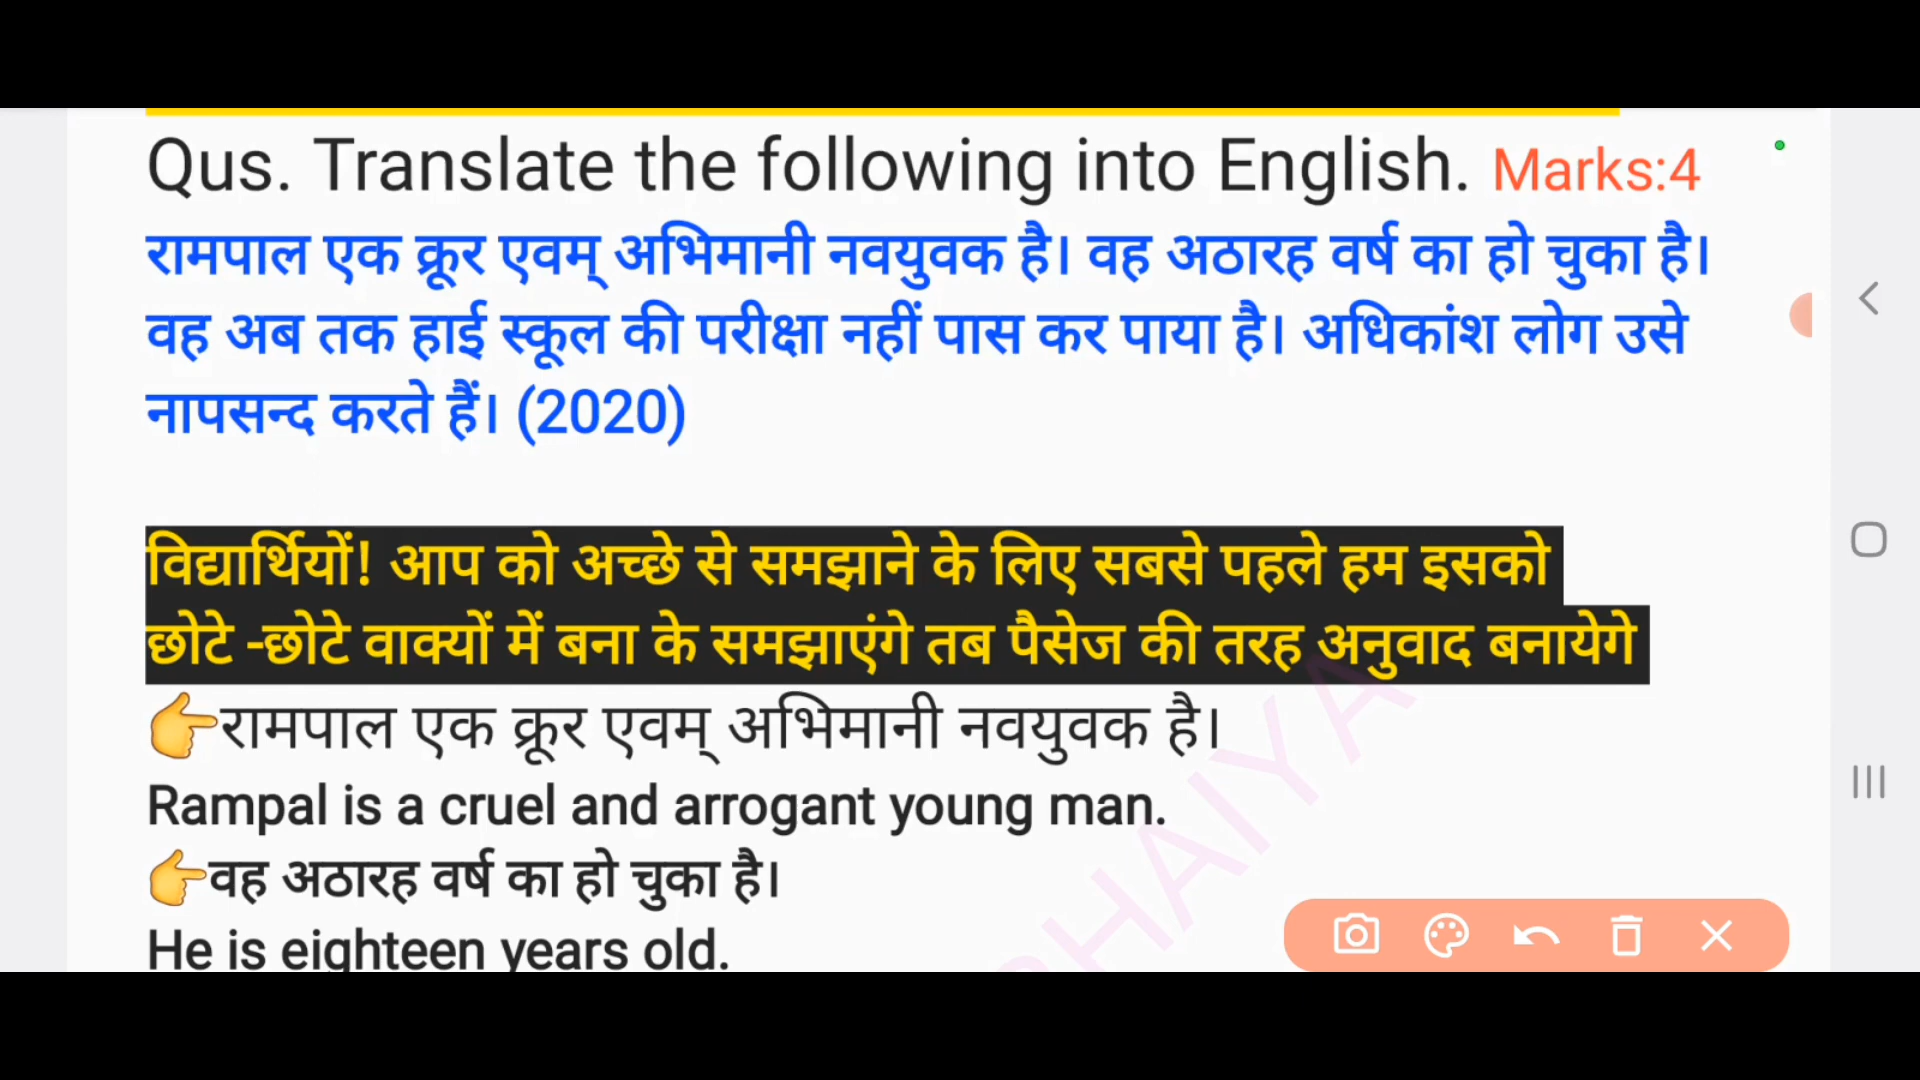 Qus. Translate the following into English. Marks:4
रामपाल एक क्रूर एवम् अभिमानी नवयुवक है। वह अठारह वर्ष का हो चुका है।
वह अब तक हाई स्कूल की परीक्षा नहीं पास कर पाया है। अधिकांश लोग उसे
नापसन्द करते हैं। (2020)
विद्यार्थियों! आप को अच्छे से समझाने के लिए सबसे पहले हम इसको
छोटे -छोटे वाक्यों में बना के समझाएंगे तब पैसेज की तरह अनुवाद बनायेगे
👉रामपाल एक क्रूर एवम् अभिमानी नवयुवक है।
Rampal is a cruel and arrogant young man.
👉वह अठारह वर्ष का हो चुका है।
He is eighteen years old.